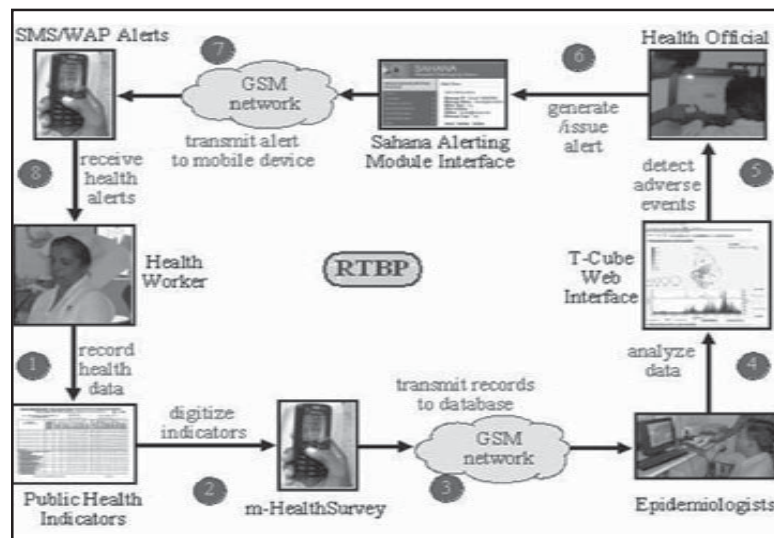 SMS/WAP Alerts
7
GSM
network
transmit alert
to mobile device
SAHANA
Sahana Alerting
Module Interface
6
generate
/issue
alert
Health Official
8
receive
health
alerts
5
detect
adverse
events
Health
Worker
RTBP
T-Cube
Web
Interface
1
record
health
data
4
analyze
data
Public Health
Indicators
digitize
indicators
2
m-HealthSurvey
transmit records
to database
GSM
network
3
Epidemiologists